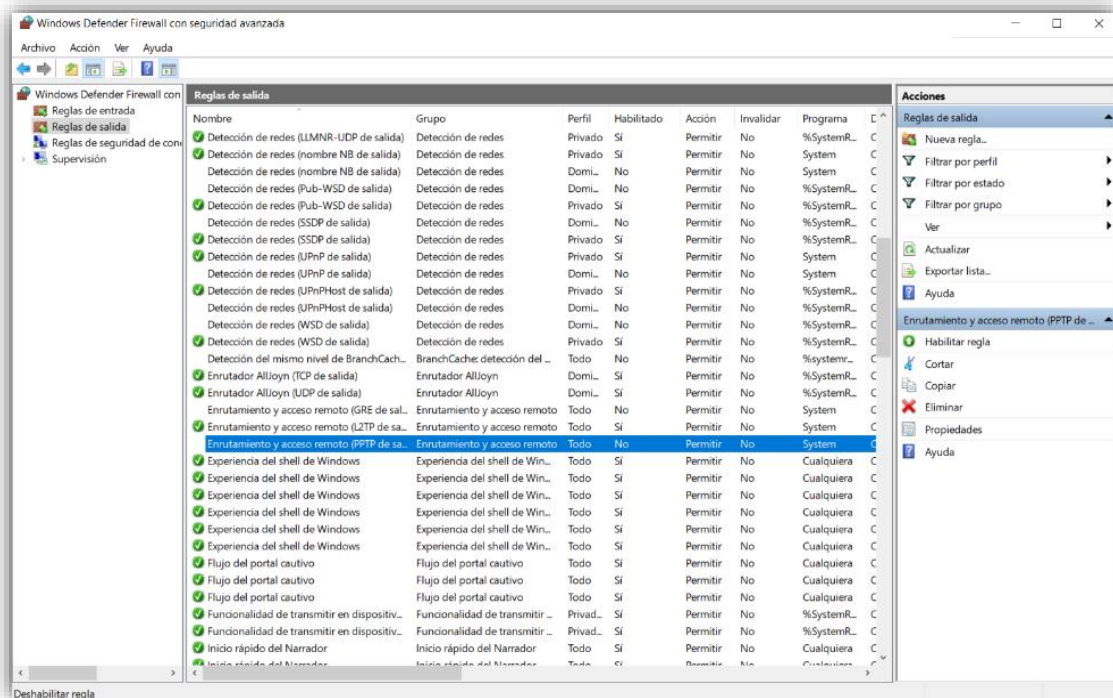 Windows Defender Firewall con seguridad avanzada
Archivo Acción Ver Ayuda
Windows Defender Firewall con
Reglas de entrada
Reglas de salida
Reglas de seguridad de con
Supervisión
Reglas de salida
Nombre Grupo Perfil Habilitado Acción Invalidar Programa D
Detección de redes (LLMNR-UDP de salida) Detección de redes Privado Sí Permitir No %SystemR... C
Detección de redes (nombre NB de salida) Detección de redes Privado Sí Permitir No System C
Detección de redes (nombre NB de salida) Detección de redes Domi... No Permitir No System C
Detección de redes (Pub-WSD de salida) Detección de redes Domi... No Permitir No %SystemR... C
Detección de redes (Pub-WSD de salida) Detección de redes Privado Sí Permitir No %SystemR... C
Detección de redes (SSDP de salida) Detección de redes Domi... No Permitir No %SystemR... C
Detección de redes (SSDP de salida) Detección de redes Privado Sí Permitir No %SystemR... C
Detección de redes (UPnP de salida) Detección de redes Privado Sí Permitir No System C
Detección de redes (UPnP de salida) Detección de redes Domi... No Permitir No System C
Detección de redes (UPnPHost de salida) Detección de redes Privado Sí Permitir No %SystemR... C
Detección de redes (UPnPHost de salida) Detección de redes Domi... No Permitir No %SystemR... C
Detección de redes (WSD de salida) Detección de redes Domi... No Permitir No %SystemR... C
Detección de redes (WSD de salida) Detección de redes Privado Sí Permitir No %SystemR... C
Detección del mismo nivel de BranchCach... BranchCache: detección del ... Todo No Permitir No %systemr... C
Enrutador AllJoyn (TCP de salida) Enrutador AllJoyn Domi... Sí Permitir No %SystemR... C
Enrutador AllJoyn (UDP de salida) Enrutador AllJoyn Domi... Sí Permitir No %SystemR... C
Enrutamiento y acceso remoto (GRE de sal... Enrutamiento y acceso remoto Todo No Permitir No System C
Enrutamiento y acceso remoto (L2TP de sa... Enrutamiento y acceso remoto Todo Sí Permitir No System C
Enrutamiento y acceso remoto (PPTP de sa... Enrutamiento y acceso remoto Todo No Permitir No System C
Experiencia del shell de Windows Experiencia del shell de Win... Todo Sí Permitir No Cualquiera C
Experiencia del shell de Windows Experiencia del shell de Win... Todo Sí Permitir No Cualquiera C
Experiencia del shell de Windows Experiencia del shell de Win... Todo Sí Permitir No Cualquiera C
Experiencia del shell de Windows Experiencia del shell de Win... Todo Sí Permitir No Cualquiera C
Experiencia del shell de Windows Experiencia del shell de Win... Todo Sí Permitir No Cualquiera C
Experiencia del shell de Windows Experiencia del shell de Win... Todo Sí Permitir No Cualquiera C
Flujo del portal cautivo Flujo del portal cautivo Todo Sí Permitir No Cualquiera C
Flujo del portal cautivo Flujo del portal cautivo Todo Sí Permitir No Cualquiera C
Flujo del portal cautivo Flujo del portal cautivo Todo Sí Permitir No Cualquiera C
Funcionalidad de transmitir en dispositiv... Funcionalidad de transmitir ... Privad... Sí Permitir No %SystemR... C
Funcionalidad de transmitir en dispositiv... Funcionalidad de transmitir ... Privad... Sí Permitir No %SystemR... C
Inicio rápido del Narrador Inicio rápido del Narrador Todo Sí Permitir No Cualquiera C
Inicio rápido del Narrador Inicio rápido del Narrador Todo Sí Permitir No Cualquiera C
Acciones
Reglas de salida
Nueva regla...
Filtrar por perfil
Filtrar por estado
Filtrar por grupo
Ver
Actualizar
Exportar lista...
Ayuda
Enrutamiento y acceso remoto (PPTP de ...
Habilitar regla
Cortar
Copiar
Eliminar
Propiedades
Ayuda
Deshabilitar regla